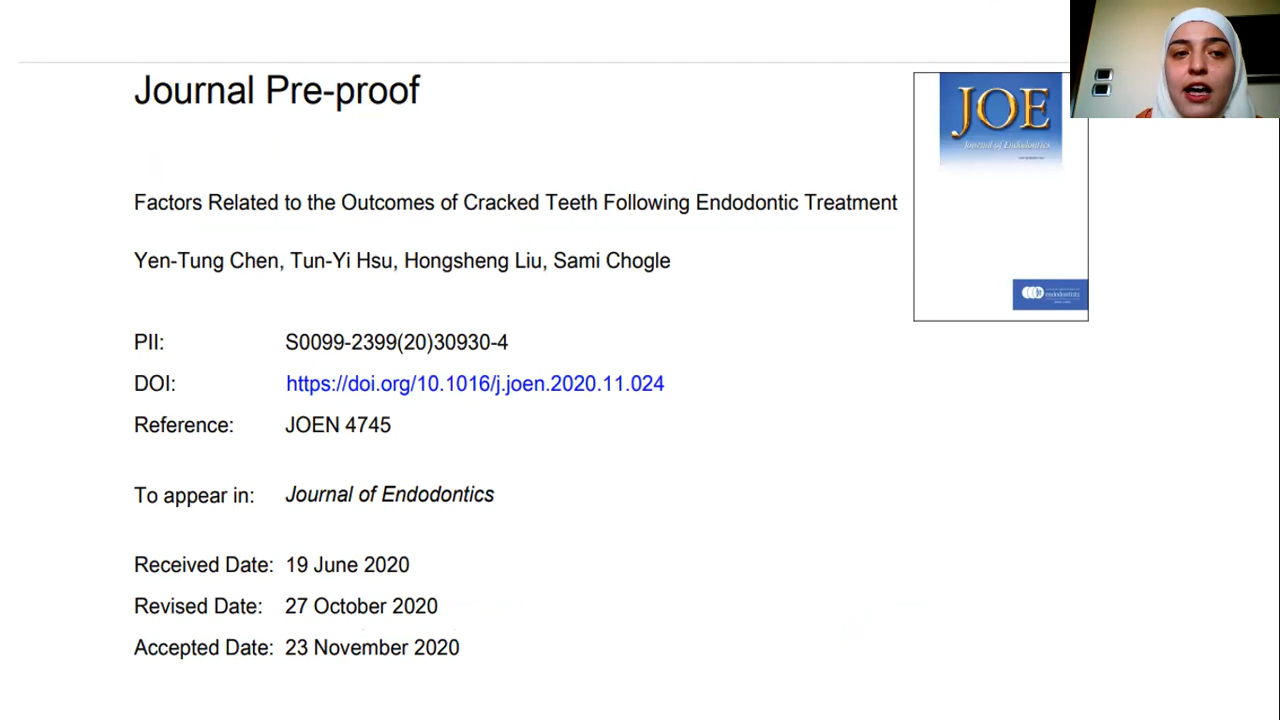 Journal Pre-proof
JOE
Journal of Endodontics
Factors Related to the Outcomes of Cracked Teeth Following Endodontic Treatment
Yen-Tung Chen, Tun-Yi Hsu, Hongsheng Liu, Sami Chogle
endodontists
PII: S0099-2399(20)30930-4
DOI: https://doi.org/10.1016/j.joen.2020.11.024
Reference: JOEN 4745
To appear in: Journal of Endodontics
Received Date: 19 June 2020
Revised Date: 27 October 2020
Accepted Date: 23 November 2020